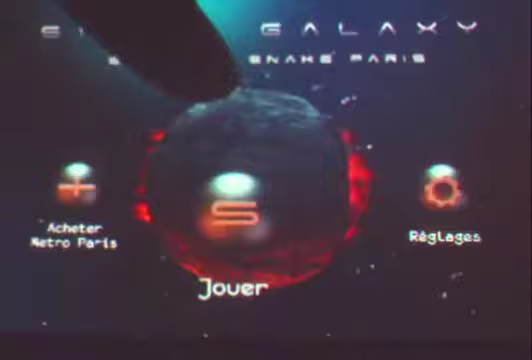 GALAXY
SNAKE PARIS
Acheter
Metro Paris
Jouer
Réglages